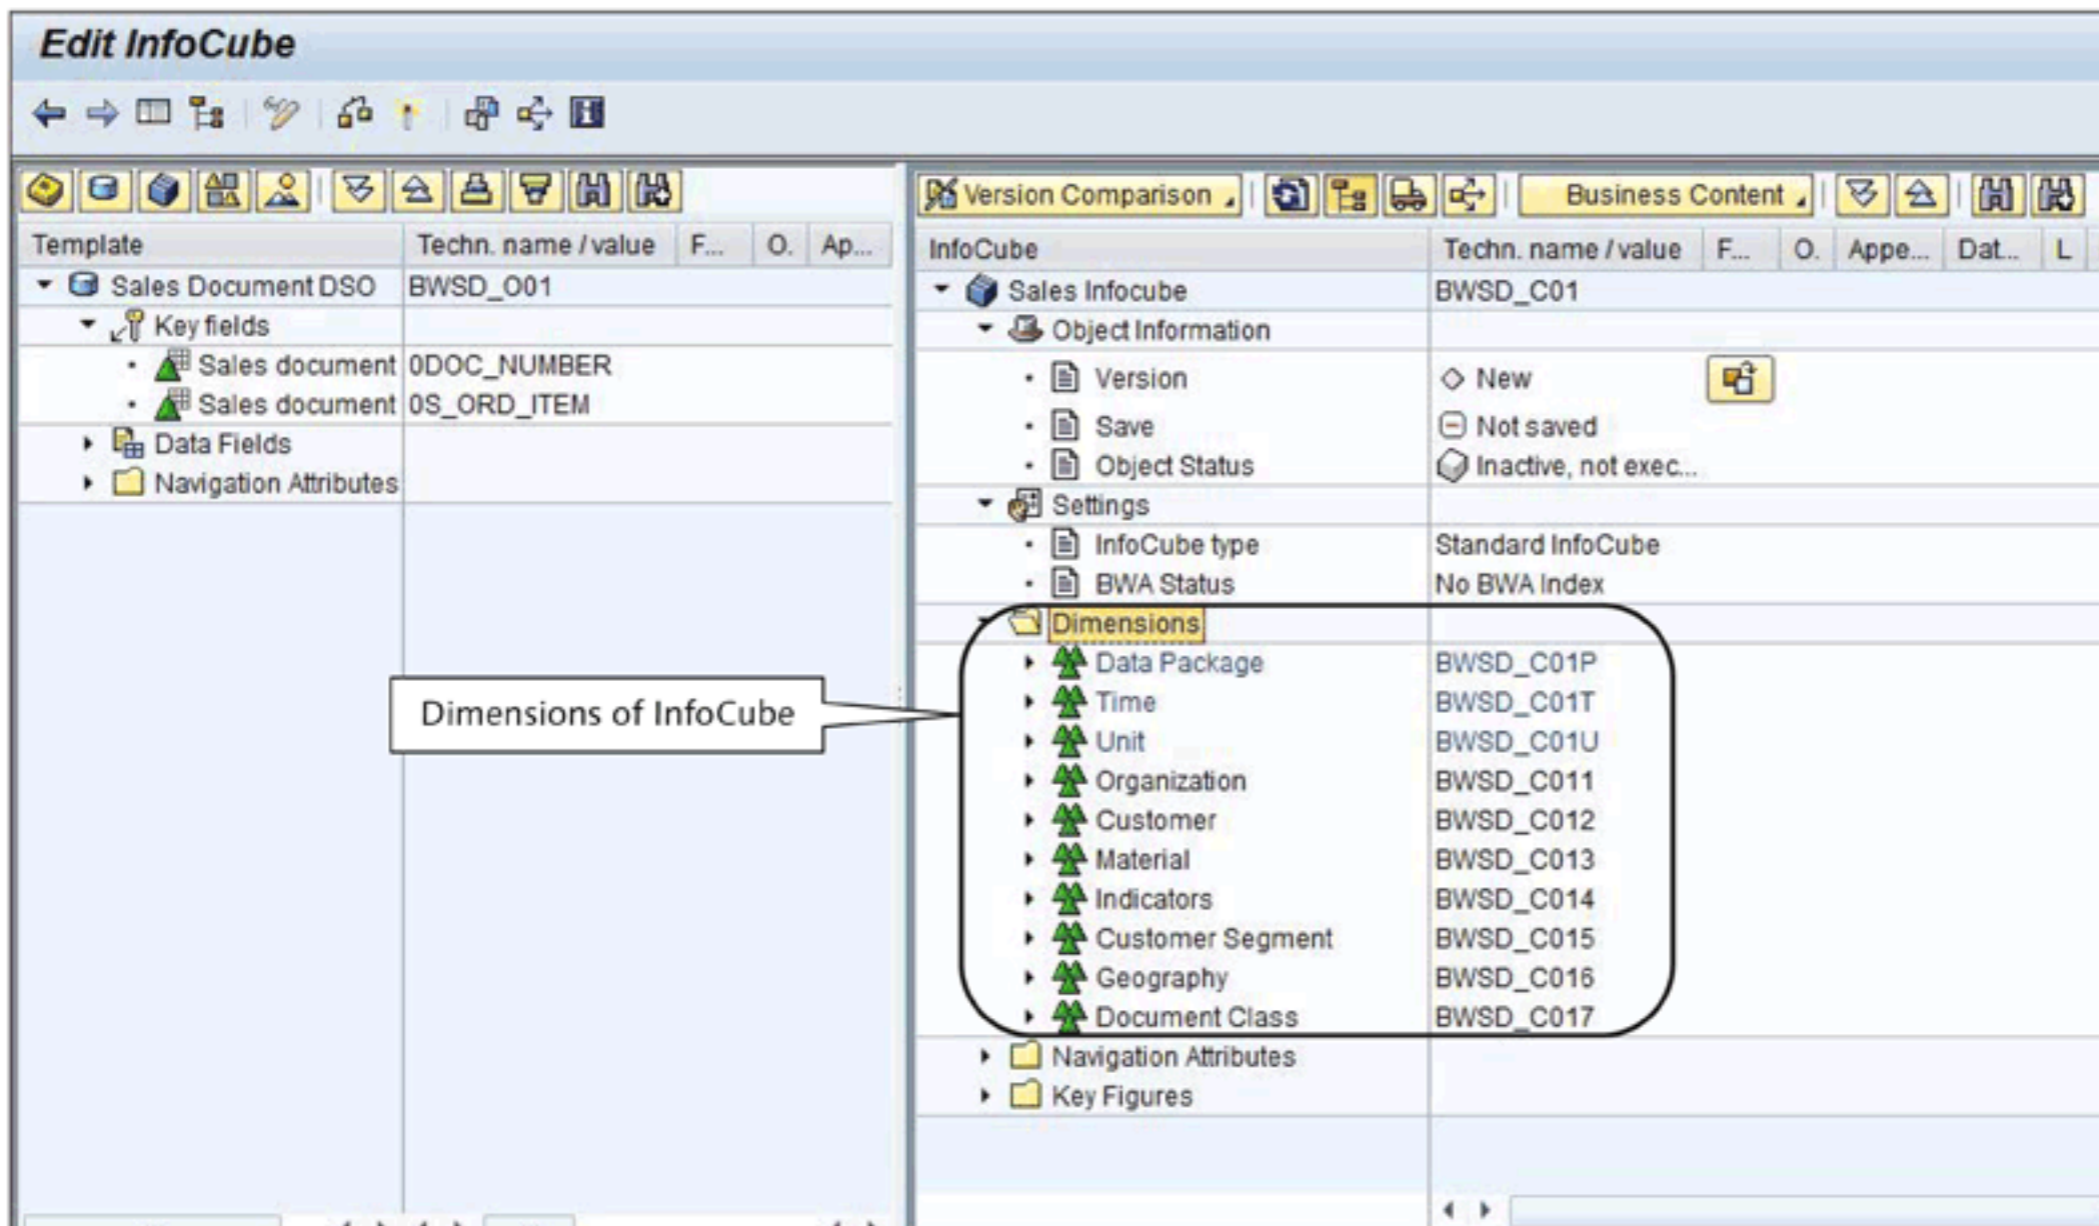 Edit InfoCube
Version Comparison
Business Content
Template Techn. name / value F... O. Ap...
Sales Document DSO BWSD_O01
Key fields
Sales document 0DOC_NUMBER
Sales document 0S_ORD_ITEM
Data Fields
Navigation Attributes
Dimensions of InfoCube
InfoCube Techn. name / value F... O. Appe... Dat... L
Sales Infocube BWSD_C01
Object Information
Version New
Save Not saved
Object Status Inactive, not exec...
Settings
InfoCube type Standard InfoCube
BWA Status No BWA Index
Dimensions
Data Package BWSD_C01P
Time BWSD_C01T
Unit BWSD_C01U
Organization BWSD_C011
Customer BWSD_C012
Material BWSD_C013
Indicators BWSD_C014
Customer Segment BWSD_C015
Geography BWSD_C016
Document Class BWSD_C017
Navigation Attributes
Key Figures